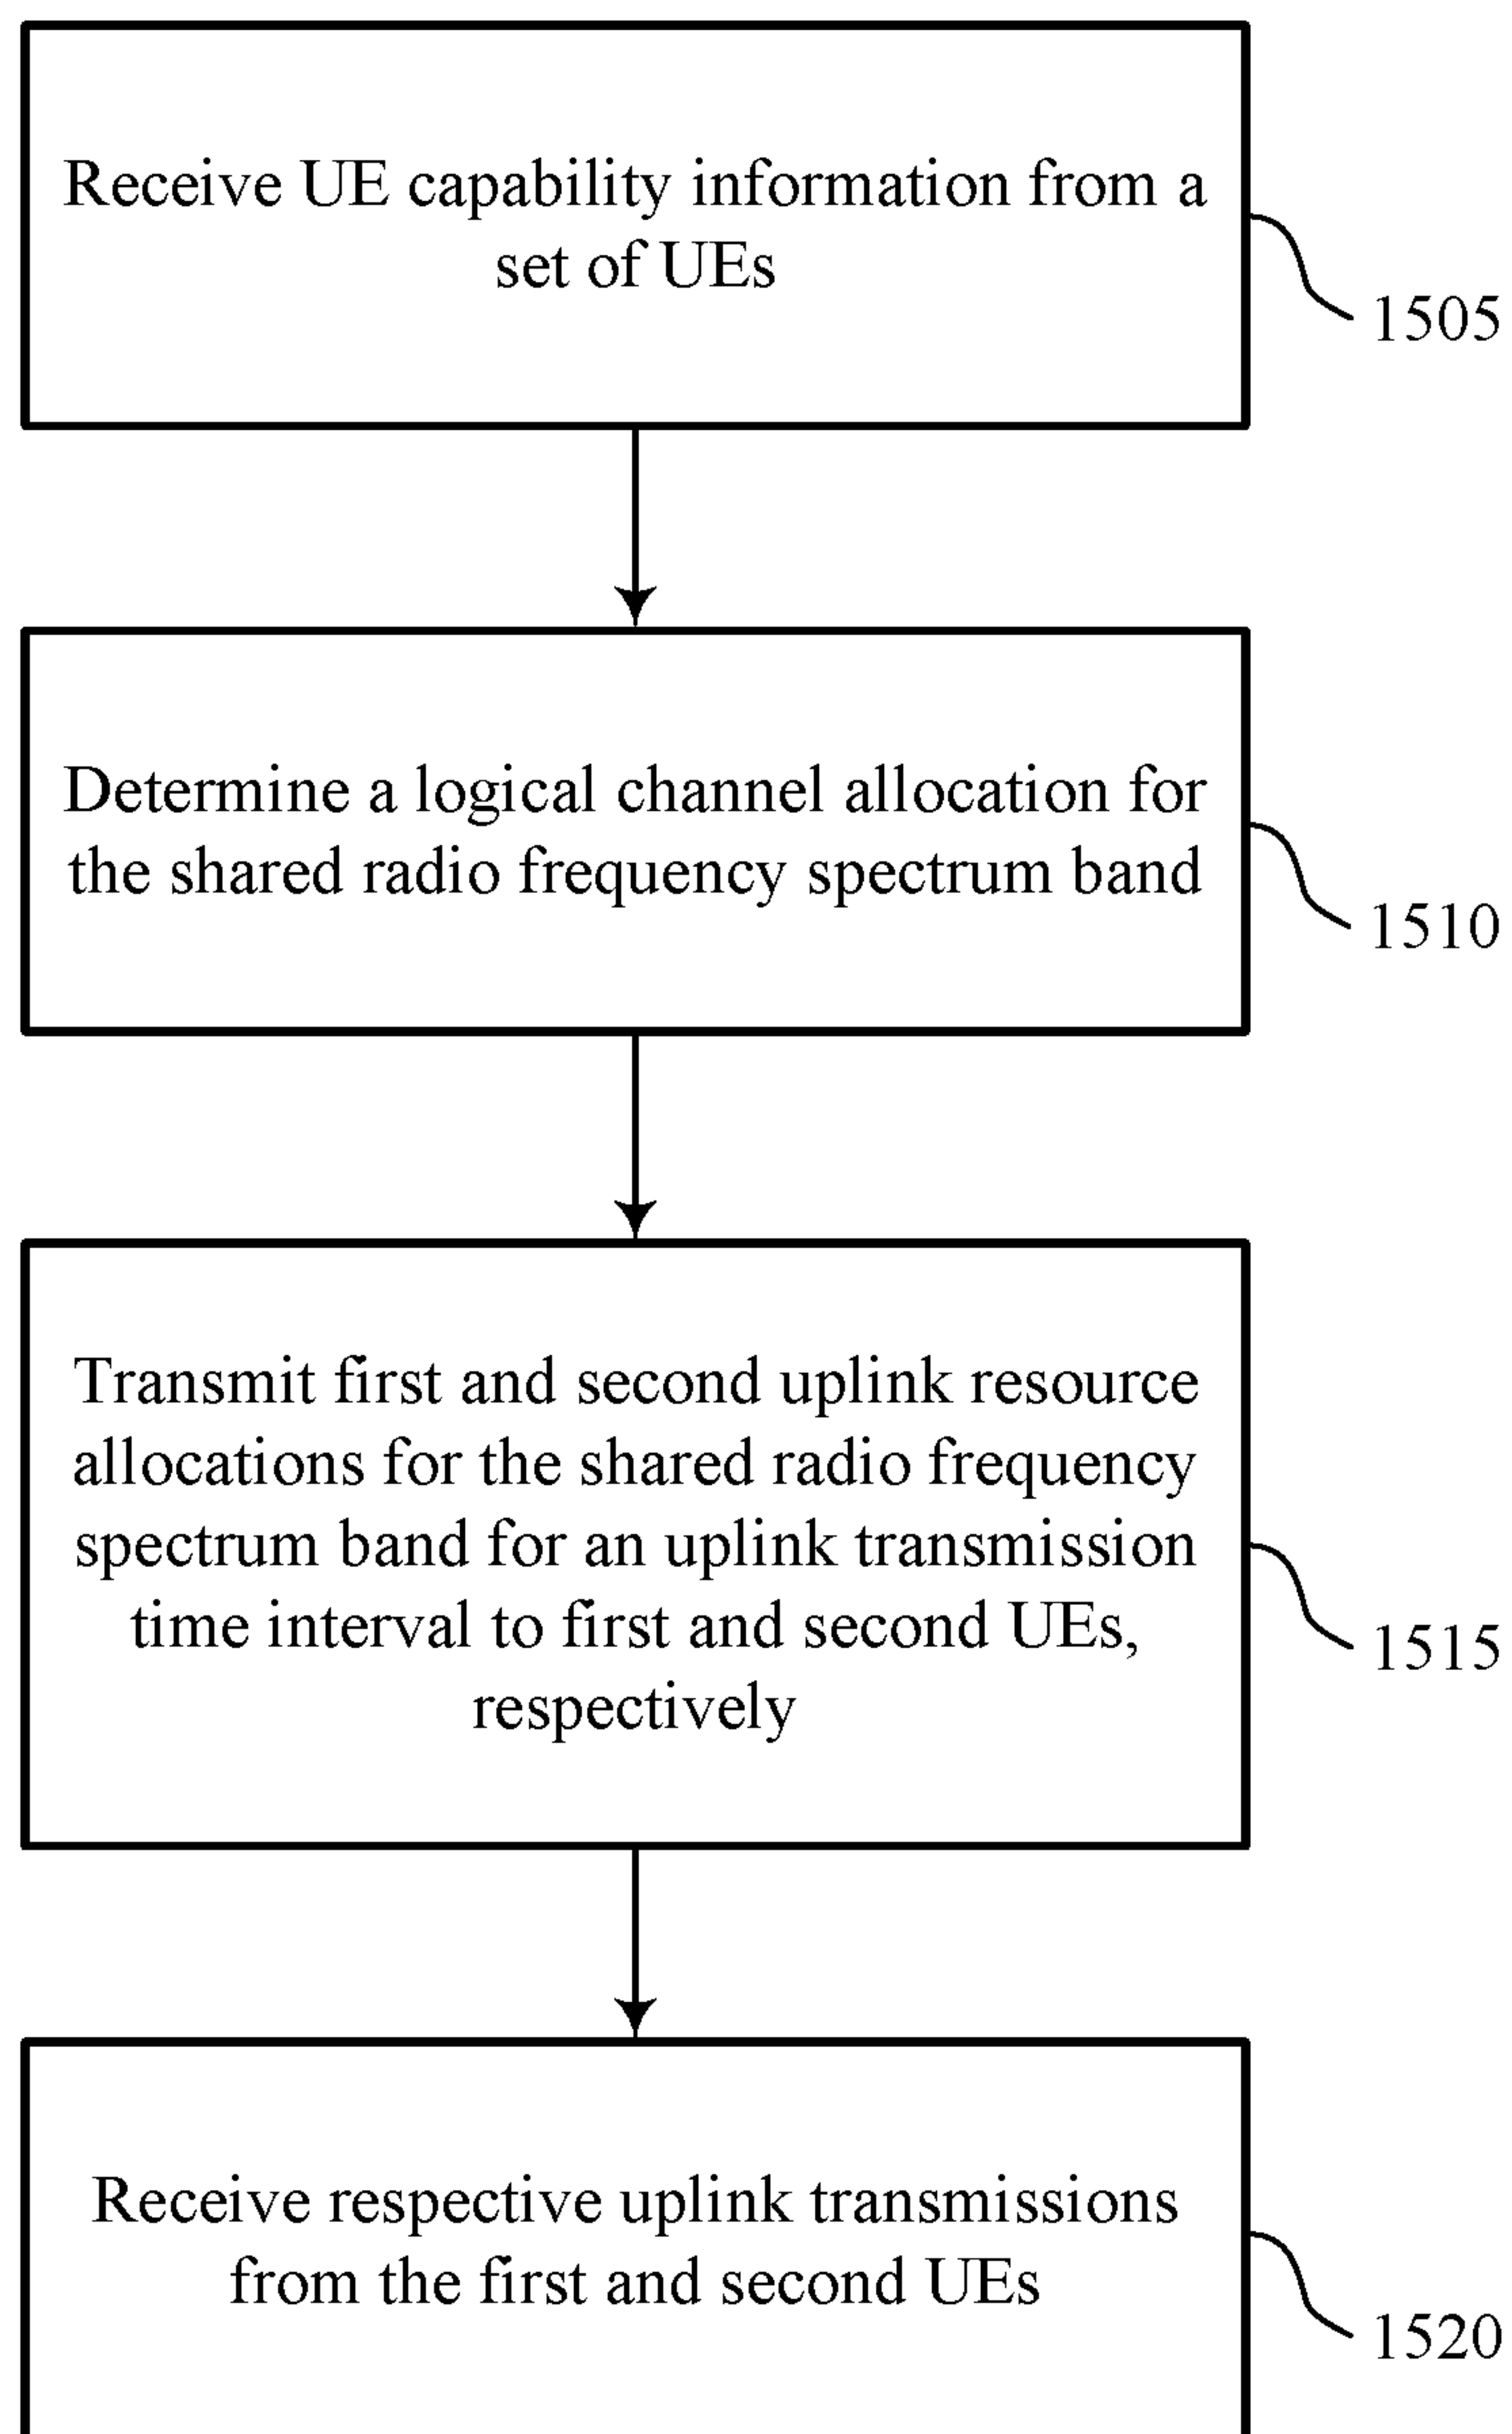 Receive UE capability information from a
set of UEs
1505
Determine a logical channel allocation for
the shared radio frequency spectrum band
1510
Transmit first and second uplink resource
allocations for the shared radio frequency
spectrum band for an uplink transmission
time interval to first and second UEs,
respectively
1515
Receive respective uplink transmissions
from the first and second UEs
1520